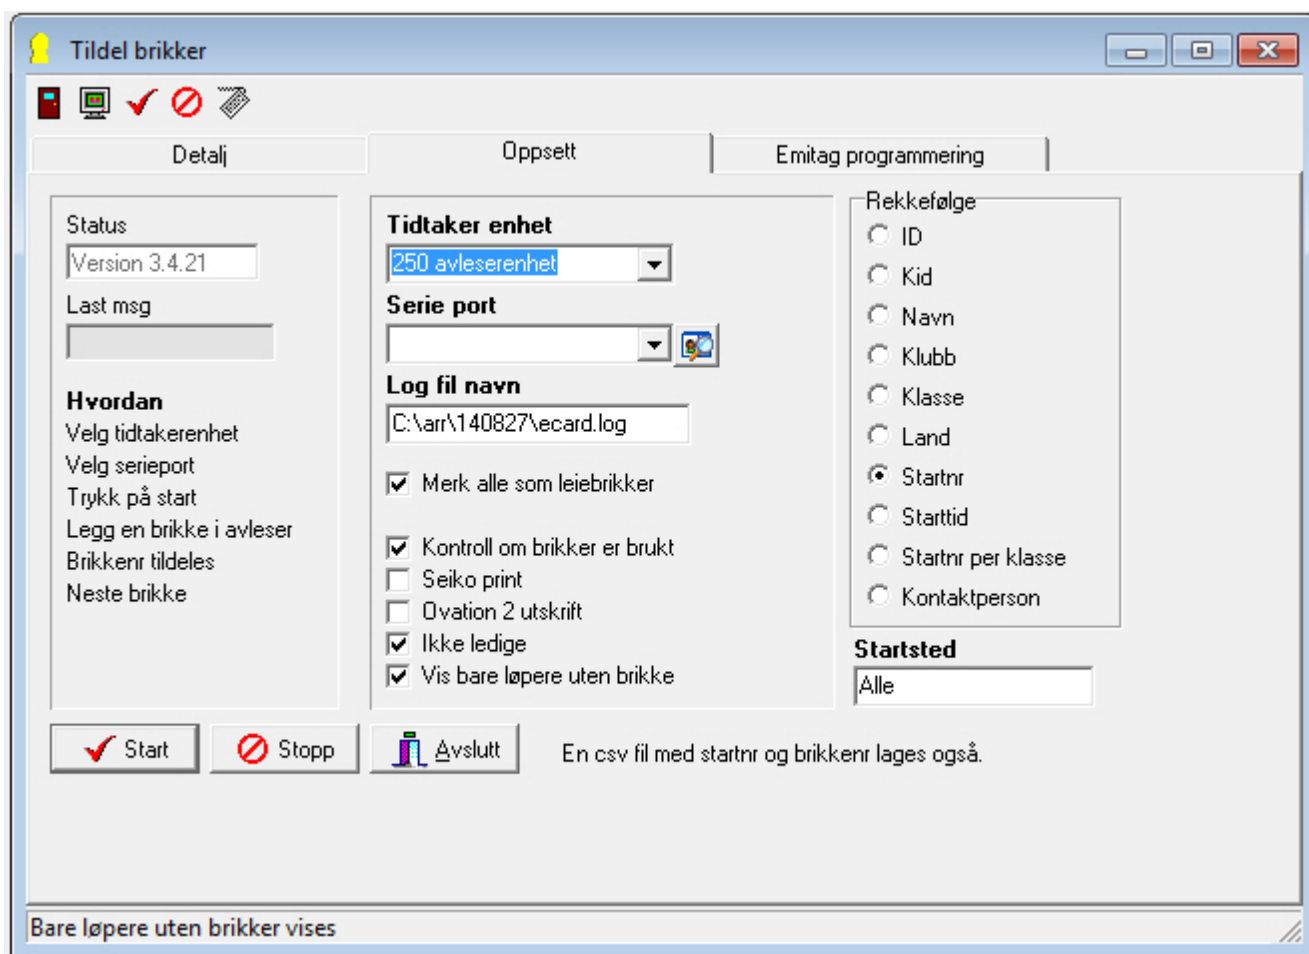 Tildel brikker
Detalj
Oppsett
Emitag programmering
Status
Version 3.4.21
Last msg
Hvordan
Velg tidtakerenhet
Velg serieport
Trykk på start
Legg en brikke i avleser
Brikkenr tildeles
Neste brikke
Tidtaker enhet
250 avleserenhet
Serie port
Log fil navn
C:\arr\140827\ecard.log
Merk alle som leiebrikker
Kontroll om brikker er brukt
Seiko print
Ovation 2 utskrift
Ikke ledige
Vis bare løpere uten brikke
Rekkefølge
ID
Kid
Navn
Klubb
Klasse
Land
Startnr
Starttid
Startnr per klasse
Kontaktperson
Startsted
Alle
Start
Stopp
Avslutt
En csv fil med startnr og brikkenr lages også.
Bare løpere uten brikker vises